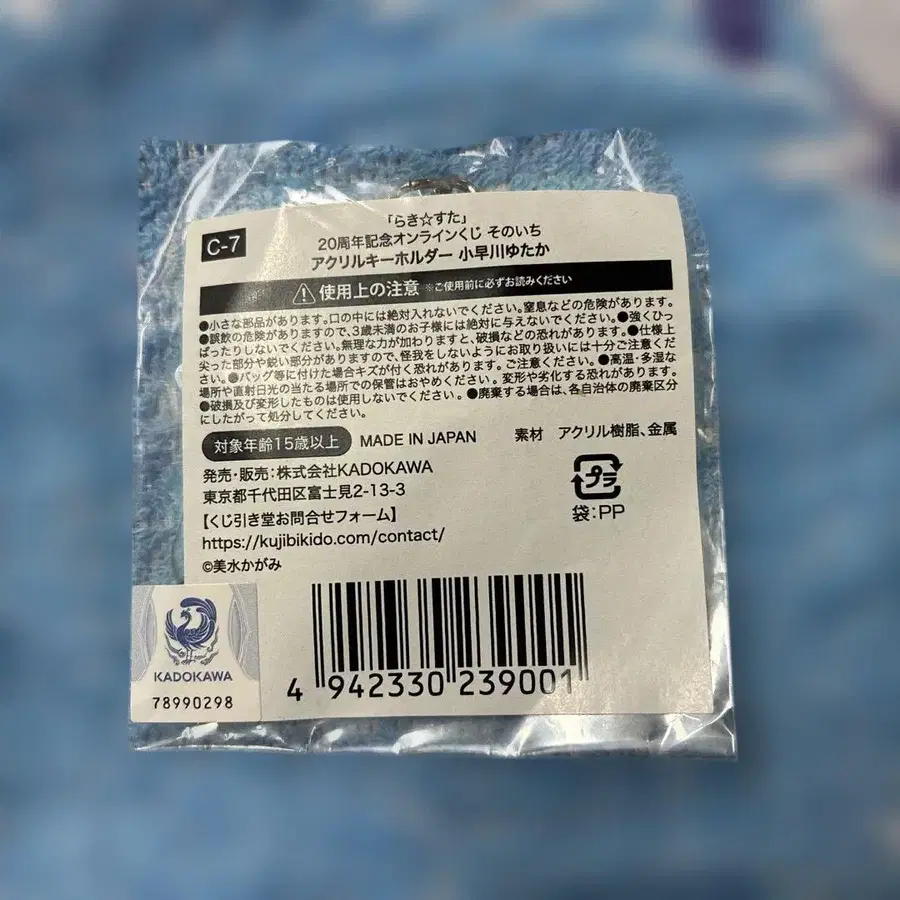 「らき☆すた」
C-7
20周年記念オンラインくじ そのいち
アクリルキーホルダー 小早川ゆたか
使用上の注意 ※ご使用前に必ずお読みください
●小さな部品があります。口の中には絶対入れないでください。窒息などの危険があります。
●誤飲の危険がありますので、3歳未満のお子様には絶対に与えないでください。●強くひっ
ぱったりしないでください。無理な力が加わりますと、破損などの恐れがあります。●仕様上
尖った部分や鋭い部分がありますので、怪我をしないようにお取り扱いには十分ご注意くだ
さい。●バッグ等に付けた場合キズが付く恐れがあります。ご注意ください。●高温・多湿な
場所や直射日光の当たる場所での保管はおやめください。変形や劣化する恐れがあります。
●破損及び変形したものは使用しないでください。●廃棄する場合は、各自治体の廃棄区分
にしたがって処分してください。
対象年齢15歳以上 MADE IN JAPAN 素材 アクリル樹脂、金属
発売・販売：株式会社KADOKAWA
東京都千代田区富士見2-13-3
プラ
袋：PP
【くじ引き堂お問合せフォーム】
https://kujibikido.com/contact/
©美水かがみ
KADOKAWA
78990298
4 942330 239001